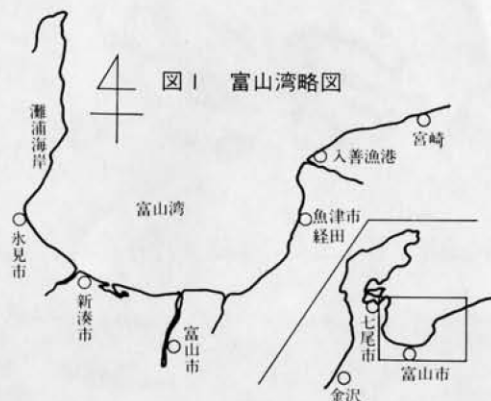 図1 富山湾略図
灘浦海岸
富山湾
宮崎
入善漁港
魚津市
経田
氷見市
新湊市
富山市
七尾市
富山市
金沢